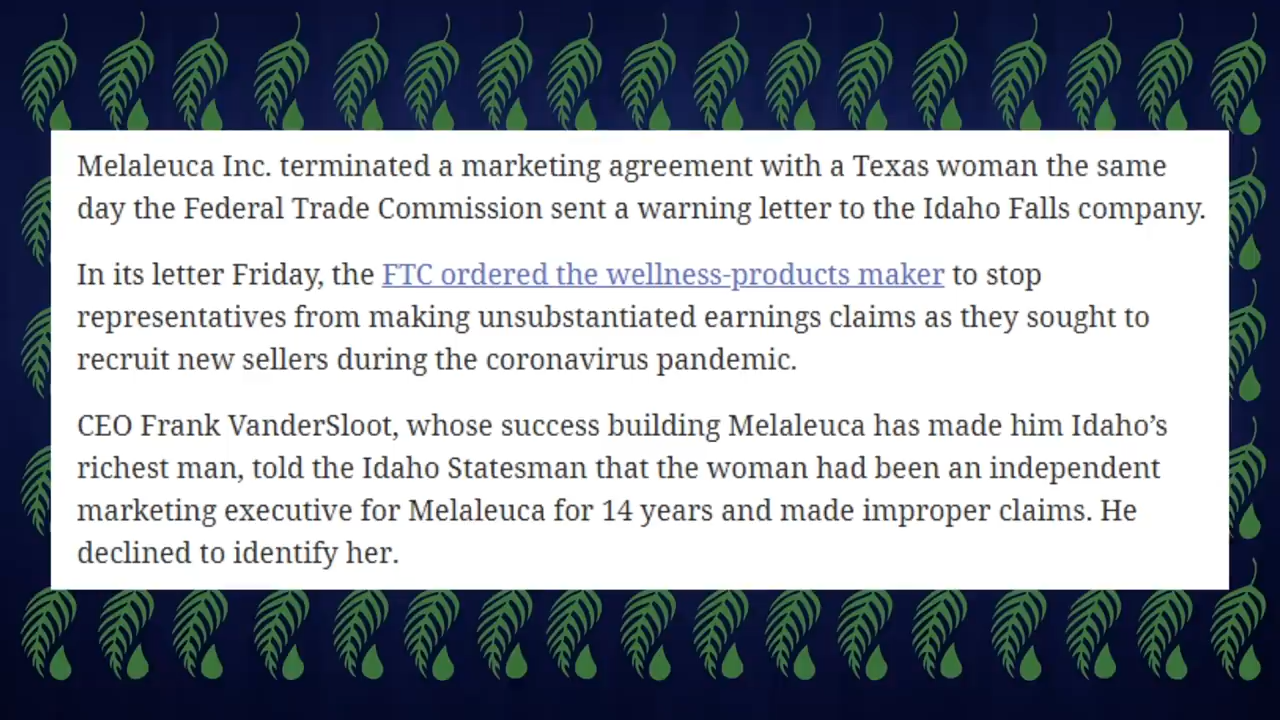 Melaleuca Inc. terminated a marketing agreement with a Texas woman the same
day the Federal Trade Commission sent a warning letter to the Idaho Falls company.
In its letter Friday, the FTC ordered the wellness-products maker to stop
representatives from making unsubstantiated earnings claims as they sought to
recruit new sellers during the coronavirus pandemic.
CEO Frank VanderSloot, whose success building Melaleuca has made him Idaho’s
richest man, told the Idaho Statesman that the woman had been an independent
marketing executive for Melaleuca for 14 years and made improper claims. He
declined to identify her.